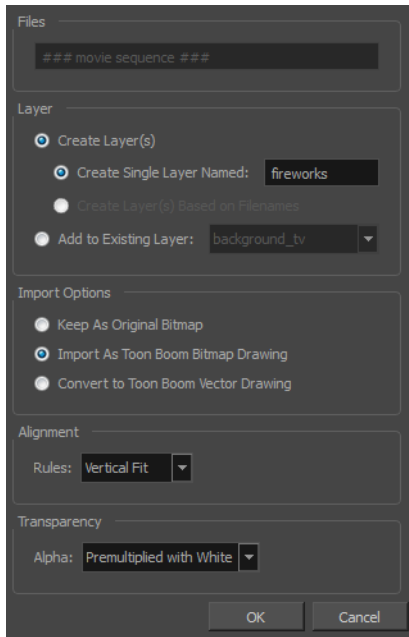 Files
### movie sequence ###
Layer
Create Layer(s)
Create Single Layer Named: fireworks
Create Layer(s) Based on Filenames
Add to Existing Layer: background_tv
Import Options
Keep As Original Bitmap
Import As Toon Boom Bitmap Drawing
Convert to Toon Boom Vector Drawing
Alignment
Rules: Vertical Fit
Transparency
Alpha: Premultiplied with White
OK Cancel